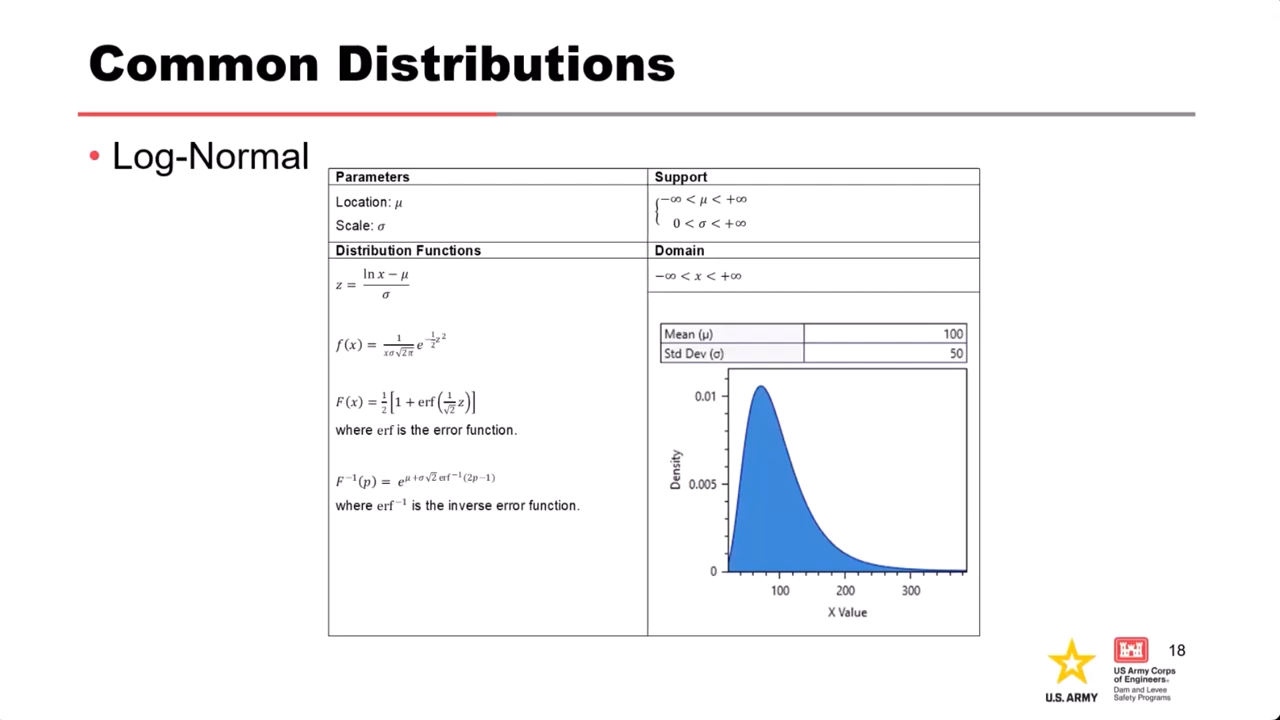 Common Distributions
• Log-Normal
Parameters
Location: μ
Scale: σ
Support
−∞ < μ < +∞
0 < σ < +∞
Distribution Functions
z = (ln x − μ)/σ
f(x) = 1/(xσ√2π) e^(−½z²)
F(x) = ½[1 + erf(1/√2 z)]
where erf is the error function.
F⁻¹(p) = e^(μ+σ√2 erf⁻¹(2p−1))
where erf⁻¹ is the inverse error function.
Domain
−∞ < x < +∞
Mean (μ) 100
Std Dev (σ) 50
Density
0.01
0.005
0
100 200 300
X Value
U.S. ARMY
US Army Corps
of Engineers®
Dam and Levee
Safety Programs
18